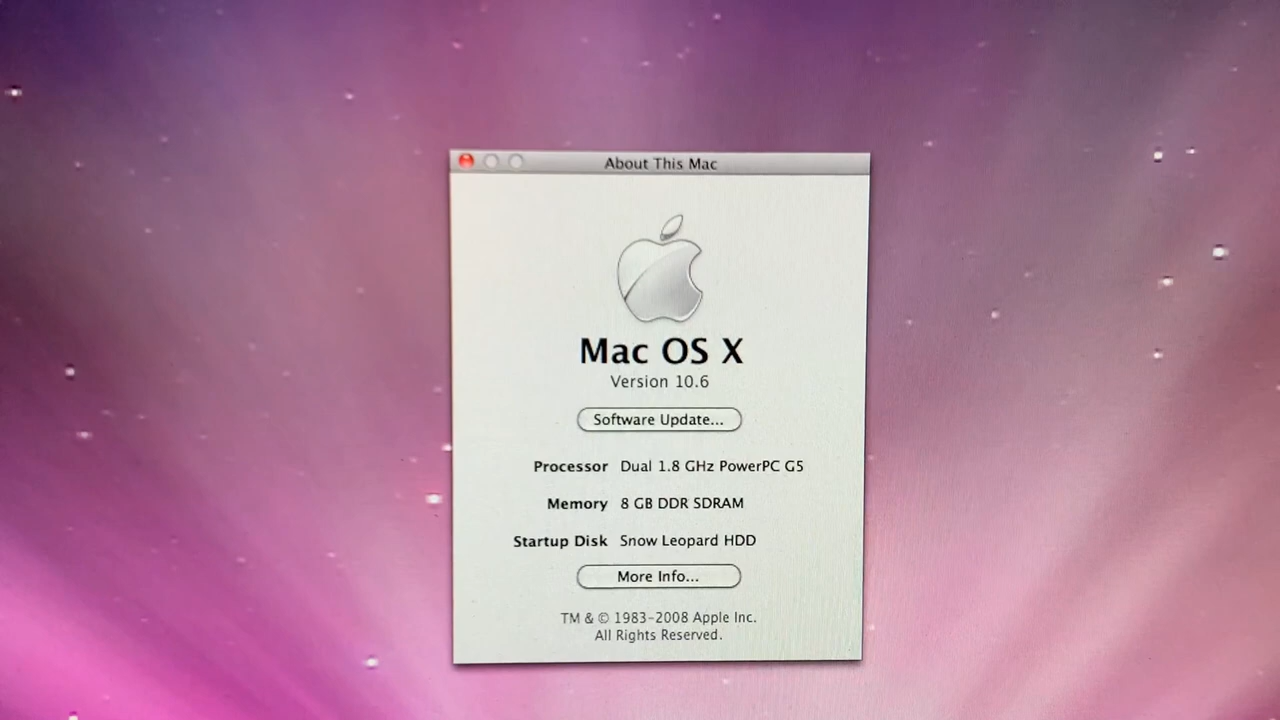 About This Mac
Mac OS X
Version 10.6
Software Update...
Processor Dual 1.8 GHz PowerPC G5
Memory 8 GB DDR SDRAM
Startup Disk Snow Leopard HDD
More Info...
TM & © 1983-2008 Apple Inc.
All Rights Reserved.